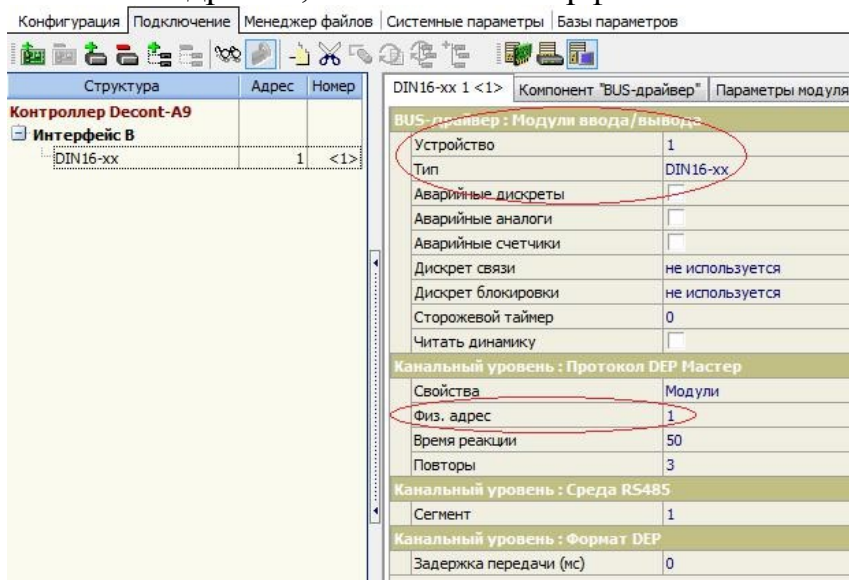 Конфигурация Подключение Менеджер файлов Системные параметры Базы параметров
Структура Адрес Номер
Контроллер Decont-A9
Интерфейс B
DIN16-xx 1 <1>
DIN16-xx 1 <1> Компонент "BUS-драйвер" Параметры модуля
BUS-драйвер : Модули ввода/вывода
Устройство 1
Тип DIN16-xx
Аварийные дискреты
Аварийные аналоги
Аварийные счетчики
Дискрет связи не используется
Дискрет блокировки не используется
Сторожевой таймер 0
Читать динамику
Канальный уровень : Протокол DEP Мастер
Свойства Модули
Физ. адрес 1
Время реакции 50
Повторы 3
Канальный уровень : Среда RS485
Сегмент 1
Канальный уровень : Формат DEP
Задержка передачи (мс) 0